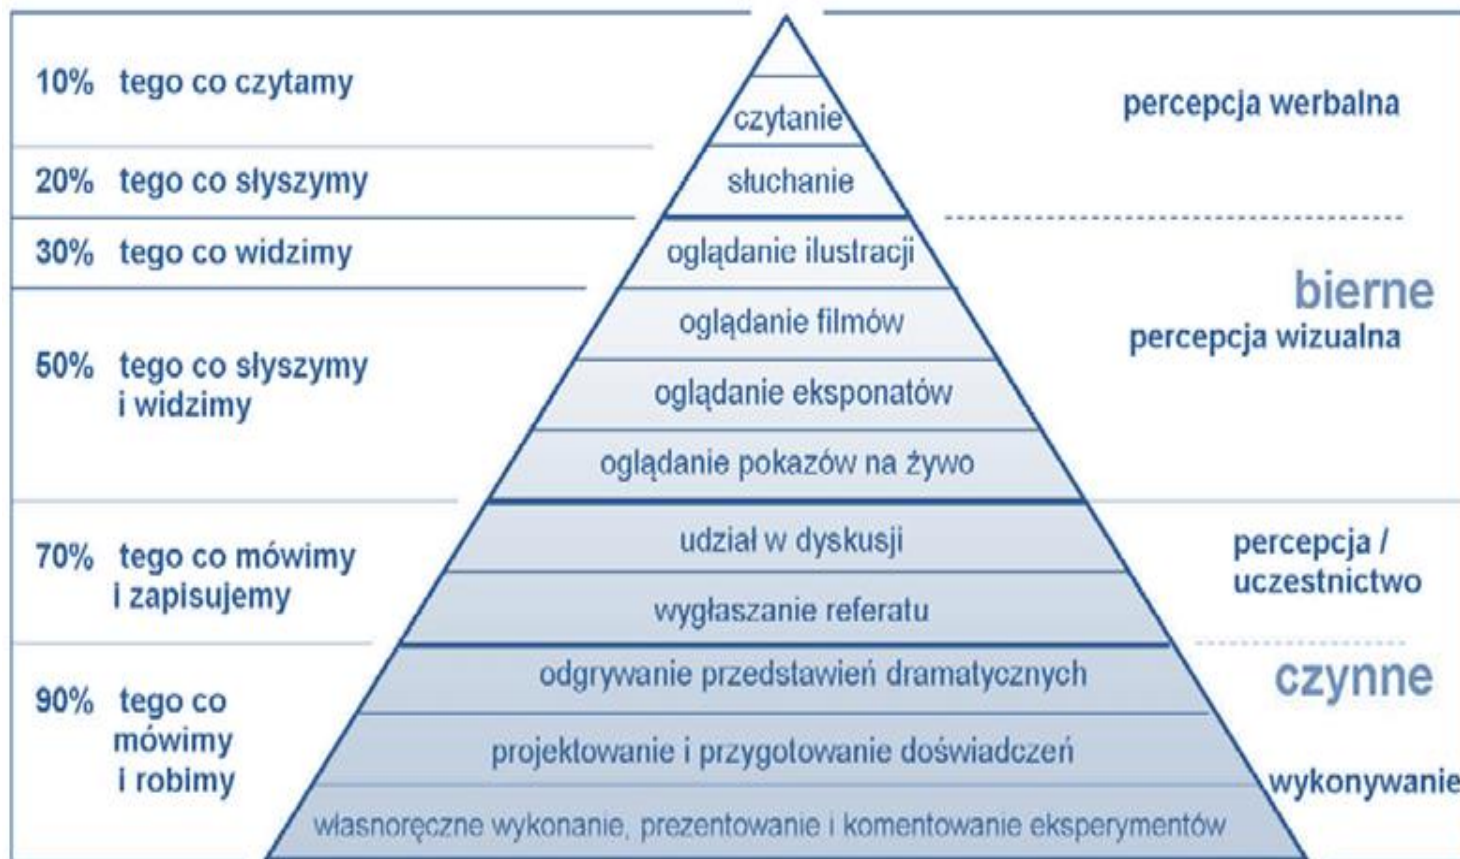 10% tego co czytamy
20% tego co słyszymy
30% tego co widzimy
50% tego co słyszymy
i widzimy
70% tego co mówimy
i zapisujemy
90% tego co
mówimy
i robimy
czytanie
słuchanie
oglądanie ilustracji
oglądanie filmów
oglądanie eksponatów
oglądanie pokazów na żywo
udział w dyskusji
wygłaszanie referatu
odgrywanie przedstawień dramatycznych
projektowanie i przygotowanie doświadczeń
własnoręczne wykonanie, prezentowanie i komentowanie eksperymentów
percepcja werbalna
bierne
percepcja wizualna
percepcja /
uczestnictwo
czynne
wykonywanie